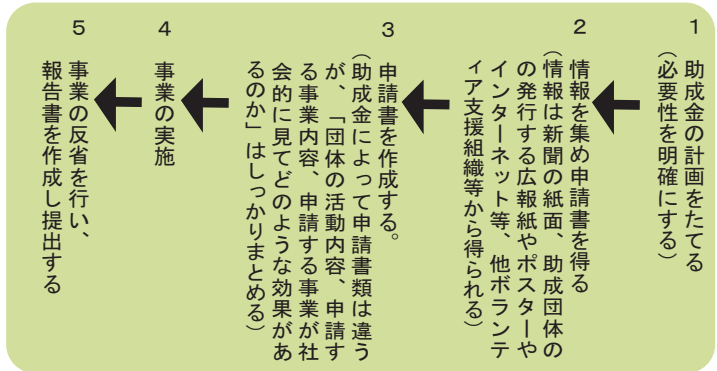 1
助成金の計画をたてる
（必要性を明確にする）
2
情報を集め申請書を得る
（情報は新聞の紙面、助成団体の
の発行する広報紙やポスターや
インターネット等、他ボランテ
ィア支援組織等から得られる）
3
申請書を作成する。
（助成金によって申請書類は違う
が、「団体の活動内容、申請す
る事業内容、申請する事業が社
会的に見てどのような効果があ
るのか」はしっかりまとめる）
4
事業の実施
5
事業の反省を行い、
報告書を作成し提出する